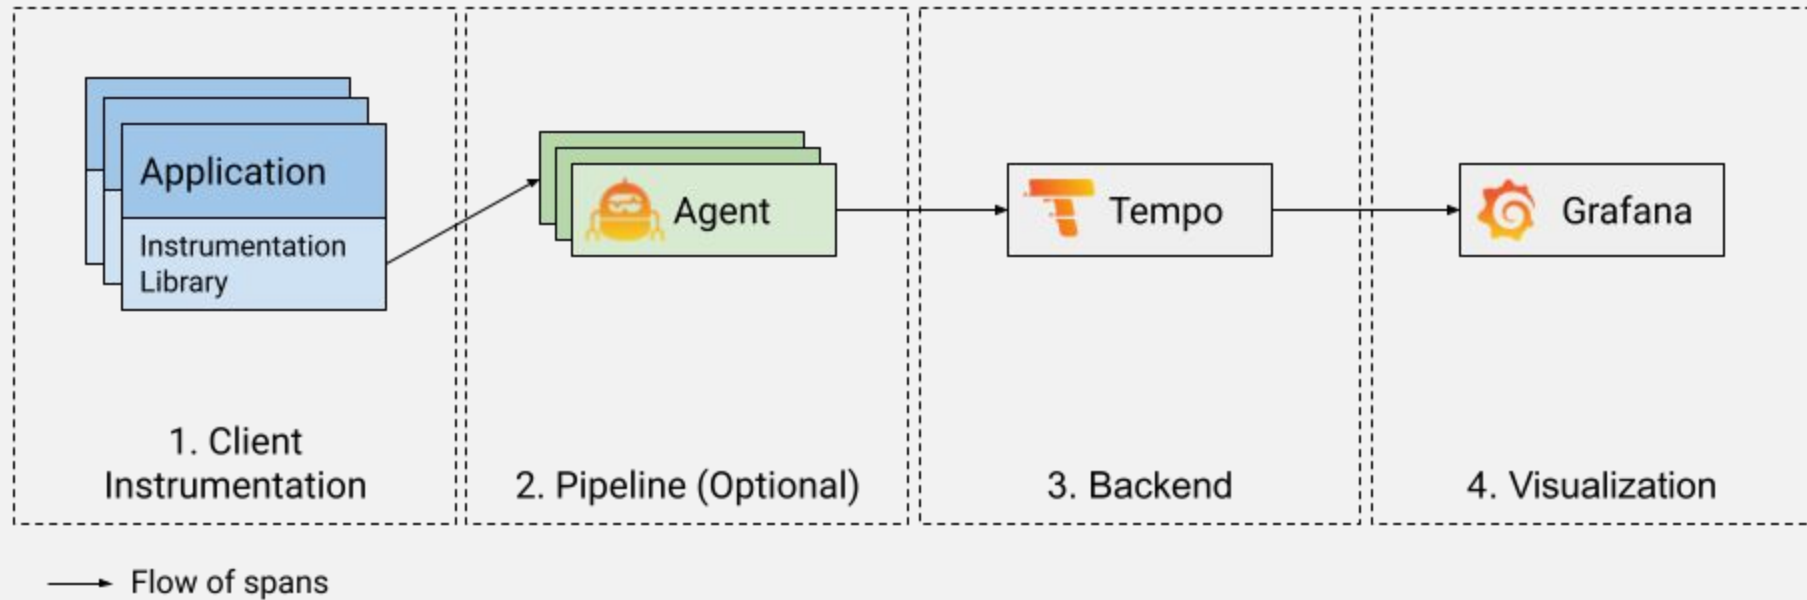 Application
Instrumentation
Library
Agent
Tempo
Grafana
1. Client
Instrumentation
2. Pipeline (Optional)
3. Backend
4. Visualization
Flow of spans